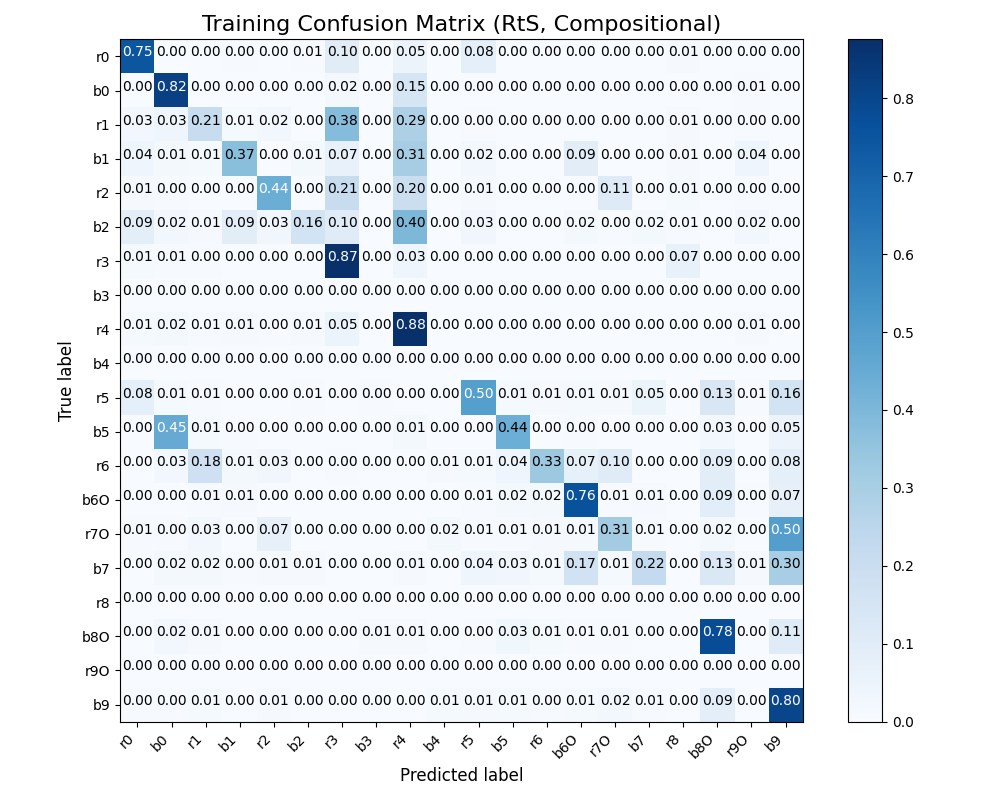 Training Confusion Matrix (RtS, Compositional)
r0 0.75 0.00 0.00 0.00 0.00 0.01 0.10 0.00 0.05 0.00 0.08 0.00 0.00 0.00 0.00 0.00 0.01 0.00 0.00 0.00
b0 0.00 0.82 0.00 0.00 0.00 0.00 0.02 0.00 0.15 0.00 0.00 0.00 0.00 0.00 0.00 0.00 0.00 0.00 0.01 0.00
r1 0.03 0.03 0.21 0.01 0.02 0.00 0.38 0.00 0.29 0.00 0.00 0.00 0.00 0.00 0.00 0.00 0.01 0.00 0.00 0.00
b1 0.04 0.01 0.01 0.37 0.00 0.01 0.07 0.00 0.31 0.00 0.02 0.00 0.00 0.09 0.00 0.00 0.01 0.00 0.04 0.00
r2 0.01 0.00 0.00 0.00 0.44 0.00 0.21 0.00 0.20 0.00 0.01 0.00 0.00 0.00 0.11 0.00 0.01 0.00 0.00 0.00
b2 0.09 0.02 0.01 0.09 0.03 0.16 0.10 0.00 0.40 0.00 0.03 0.00 0.00 0.02 0.00 0.02 0.01 0.00 0.02 0.00
r3 0.01 0.01 0.00 0.00 0.00 0.00 0.87 0.00 0.03 0.00 0.00 0.00 0.00 0.00 0.00 0.00 0.07 0.00 0.00 0.00
b3 0.00 0.00 0.00 0.00 0.00 0.00 0.00 0.00 0.00 0.00 0.00 0.00 0.00 0.00 0.00 0.00 0.00 0.00 0.00 0.00
r4 0.01 0.02 0.01 0.01 0.00 0.01 0.05 0.00 0.88 0.00 0.00 0.00 0.00 0.00 0.00 0.00 0.00 0.00 0.01 0.00
b4 0.00 0.00 0.00 0.00 0.00 0.00 0.00 0.00 0.00 0.00 0.00 0.00 0.00 0.00 0.00 0.00 0.00 0.00 0.00 0.00
r5 0.08 0.01 0.01 0.00 0.00 0.01 0.00 0.00 0.00 0.00 0.50 0.01 0.01 0.01 0.01 0.05 0.00 0.13 0.01 0.16
b5 0.00 0.45 0.01 0.00 0.00 0.00 0.00 0.00 0.01 0.00 0.00 0.44 0.00 0.00 0.00 0.00 0.00 0.03 0.00 0.05
r6 0.00 0.03 0.18 0.01 0.03 0.00 0.00 0.00 0.00 0.01 0.01 0.04 0.33 0.07 0.10 0.00 0.00 0.09 0.00 0.08
b6O 0.00 0.00 0.01 0.01 0.00 0.00 0.00 0.00 0.00 0.00 0.01 0.02 0.02 0.76 0.01 0.01 0.00 0.09 0.00 0.07
r7O 0.01 0.00 0.03 0.00 0.07 0.00 0.00 0.00 0.00 0.02 0.01 0.01 0.01 0.01 0.31 0.01 0.00 0.02 0.00 0.50
b7 0.00 0.02 0.02 0.00 0.01 0.01 0.00 0.00 0.01 0.00 0.04 0.03 0.01 0.17 0.01 0.22 0.00 0.13 0.01 0.30
r8 0.00 0.00 0.00 0.00 0.00 0.00 0.00 0.00 0.00 0.00 0.00 0.00 0.00 0.00 0.00 0.00 0.00 0.00 0.00 0.00
b8O 0.00 0.02 0.01 0.00 0.00 0.00 0.00 0.01 0.01 0.00 0.00 0.03 0.01 0.01 0.01 0.00 0.00 0.78 0.00 0.11
r9O 0.00 0.00 0.00 0.00 0.00 0.00 0.00 0.00 0.00 0.00 0.00 0.00 0.00 0.00 0.00 0.00 0.00 0.00 0.00 0.00
b9 0.00 0.00 0.01 0.00 0.01 0.00 0.00 0.00 0.00 0.01 0.01 0.01 0.00 0.01 0.02 0.01 0.00 0.09 0.00 0.80
r0 b0 r1 b1 r2 b2 r3 b3 r4 b4 r5 b5 r6 b6O r7O b7 r8 b8O r9O b9
Predicted label
True label
0.8
0.7
0.6
0.5
0.4
0.3
0.2
0.1
0.0